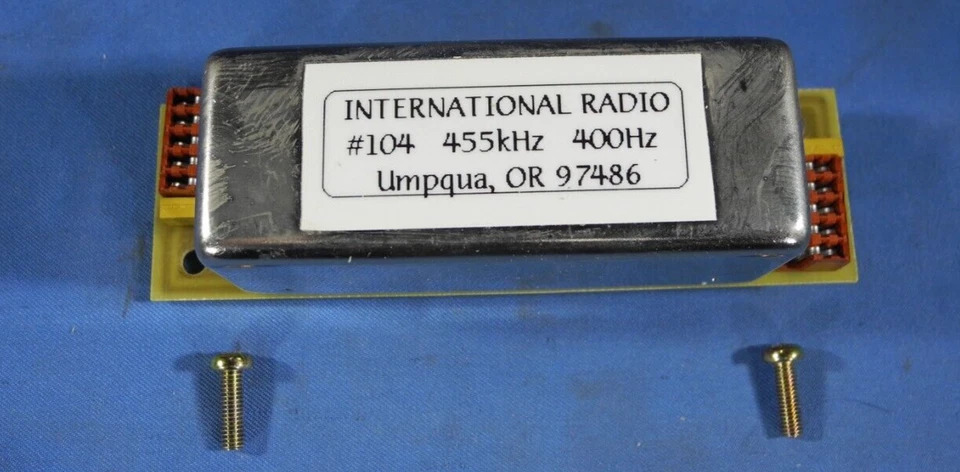 INTERNATIONAL RADIO
#104 455kHz 400Hz
Umpqua, OR 97486